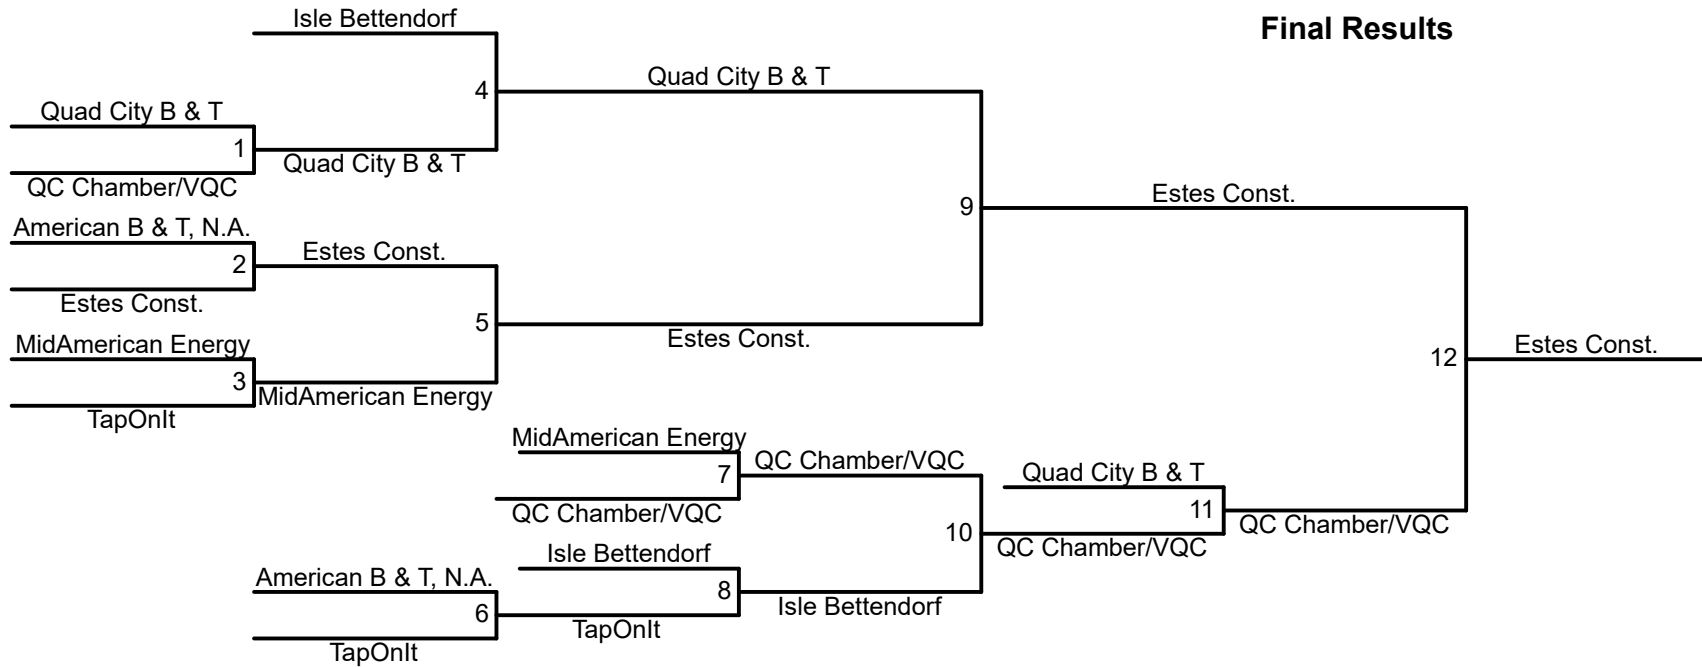 Isle Bettendorf
Final Results
4
Quad City B & T
Quad City B & T
1
Quad City B & T
QC Chamber/VQC
American B & T, N.A.
9
Estes Const.
2
Estes Const.
Estes Const.
5
Estes Const.
MidAmerican Energy
12
Estes Const.
3
MidAmerican Energy
TapOnIt
MidAmerican Energy
7
QC Chamber/VQC
Quad City B & T
QC Chamber/VQC
11
QC Chamber/VQC
10
QC Chamber/VQC
Isle Bettendorf
American B & T, N.A.
8
Isle Bettendorf
6
TapOnIt
TapOnIt